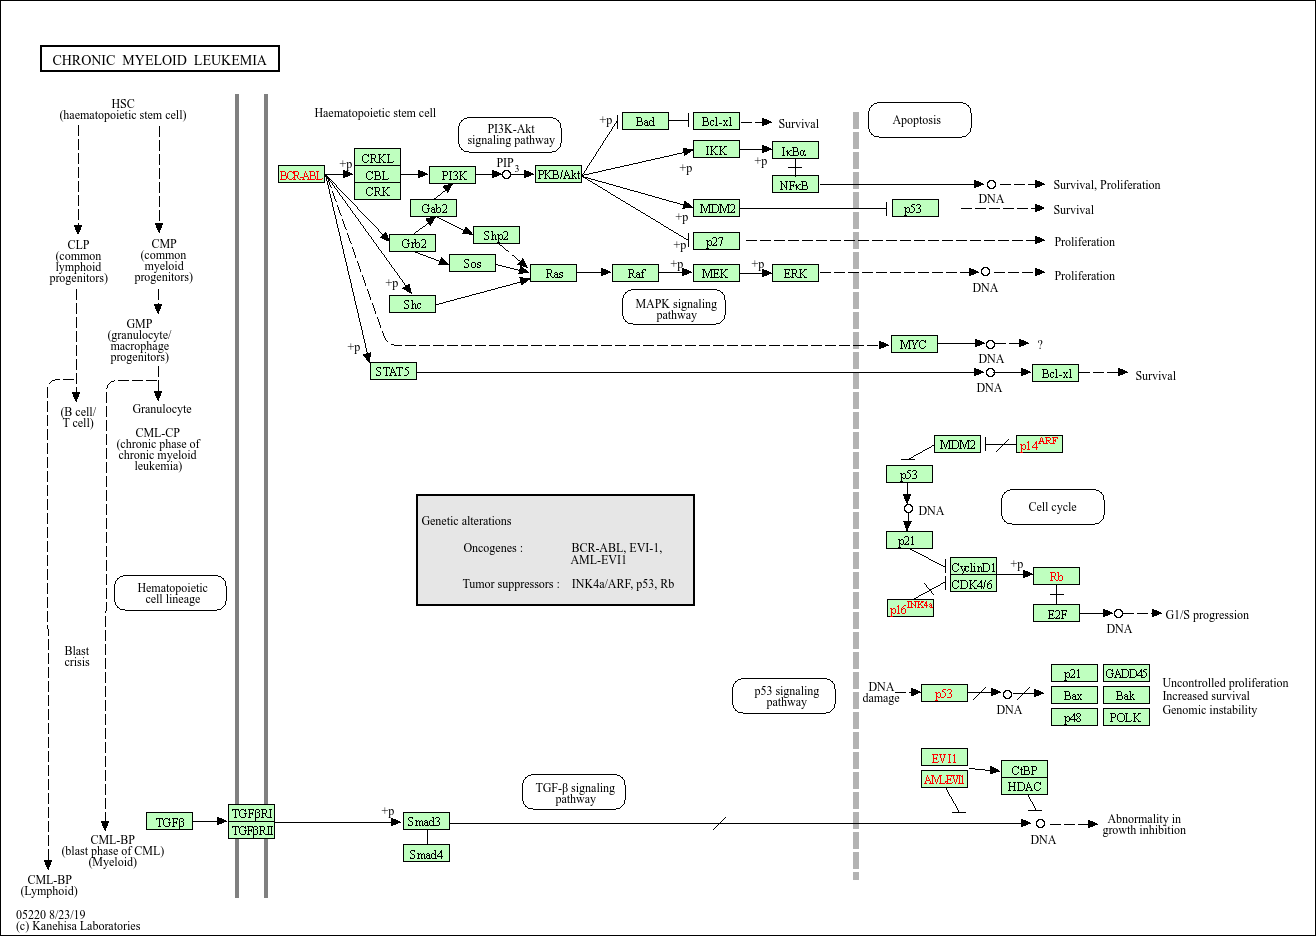 CHRONIC MYELOID LEUKEMIA
HSC
(haematopoietic stem cell)
CLP
(common
lymphoid
progenitors)
CMP
(common
myeloid
progenitors)
GMP
(granulocyte/
macrophage
progenitors)
(B cell/
T cell)
Granulocyte
CML-CP
(chronic phase of
chronic myeloid
leukemia)
Hematopoietic
cell lineage
Blast
crisis
CML-BP
(blast phase of CML)
(Myeloid)
CML-BP
(Lymphoid)
Haematopoietic stem cell
PI3K-Akt
signaling pathway
Apoptosis
BCR-ABL
+p
CRKL
CBL
CRK
PI3K
PIP3
PKB/Akt
+p
Bad
Bcl-xl
Survival
IKK
+p
+p
IκBα
NFκB
DNA
Survival, Proliferation
Gab2
MDM2
+p
p53
Survival
Grb2
Shp2
p27
+p
Proliferation
Sos
Ras
Raf
+p
MEK
+p
ERK
DNA
Proliferation
+p
Shc
MAPK signaling
pathway
MYC
DNA
?
+p
STAT5
DNA
Bcl-xl
Survival
MDM2
p14ARF
p53
DNA
Cell cycle
p21
CyclinD1
CDK4/6
+p
Rb
p16INK4a
E2F
DNA
G1/S progression
Genetic alterations
Oncogenes : BCR-ABL, EVI-1,
AML-EVI1
Tumor suppressors : INK4a/ARF, p53, Rb
p53 signaling
pathway
DNA
damage
p53
DNA
p21
GADD45
Bax
Bak
p48
POLK
Uncontrolled proliferation
Increased survival
Genomic instability
EVI1
AML-EVI1
CtBP
HDAC
TGF-β signaling
pathway
TGFβ
TGFβRI
TGFβRII
+p
Smad3
Smad4
DNA
Abnormality in
growth inhibition
05220 8/23/19
(c) Kanehisa Laboratories